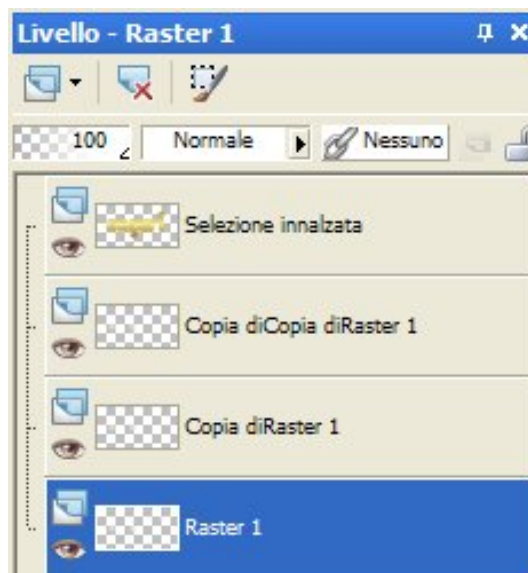 Livello - Raster 1
100 Normale Nessuno
Selezione innalzata
Copia diCopia diRaster 1
Copia diRaster 1
Raster 1